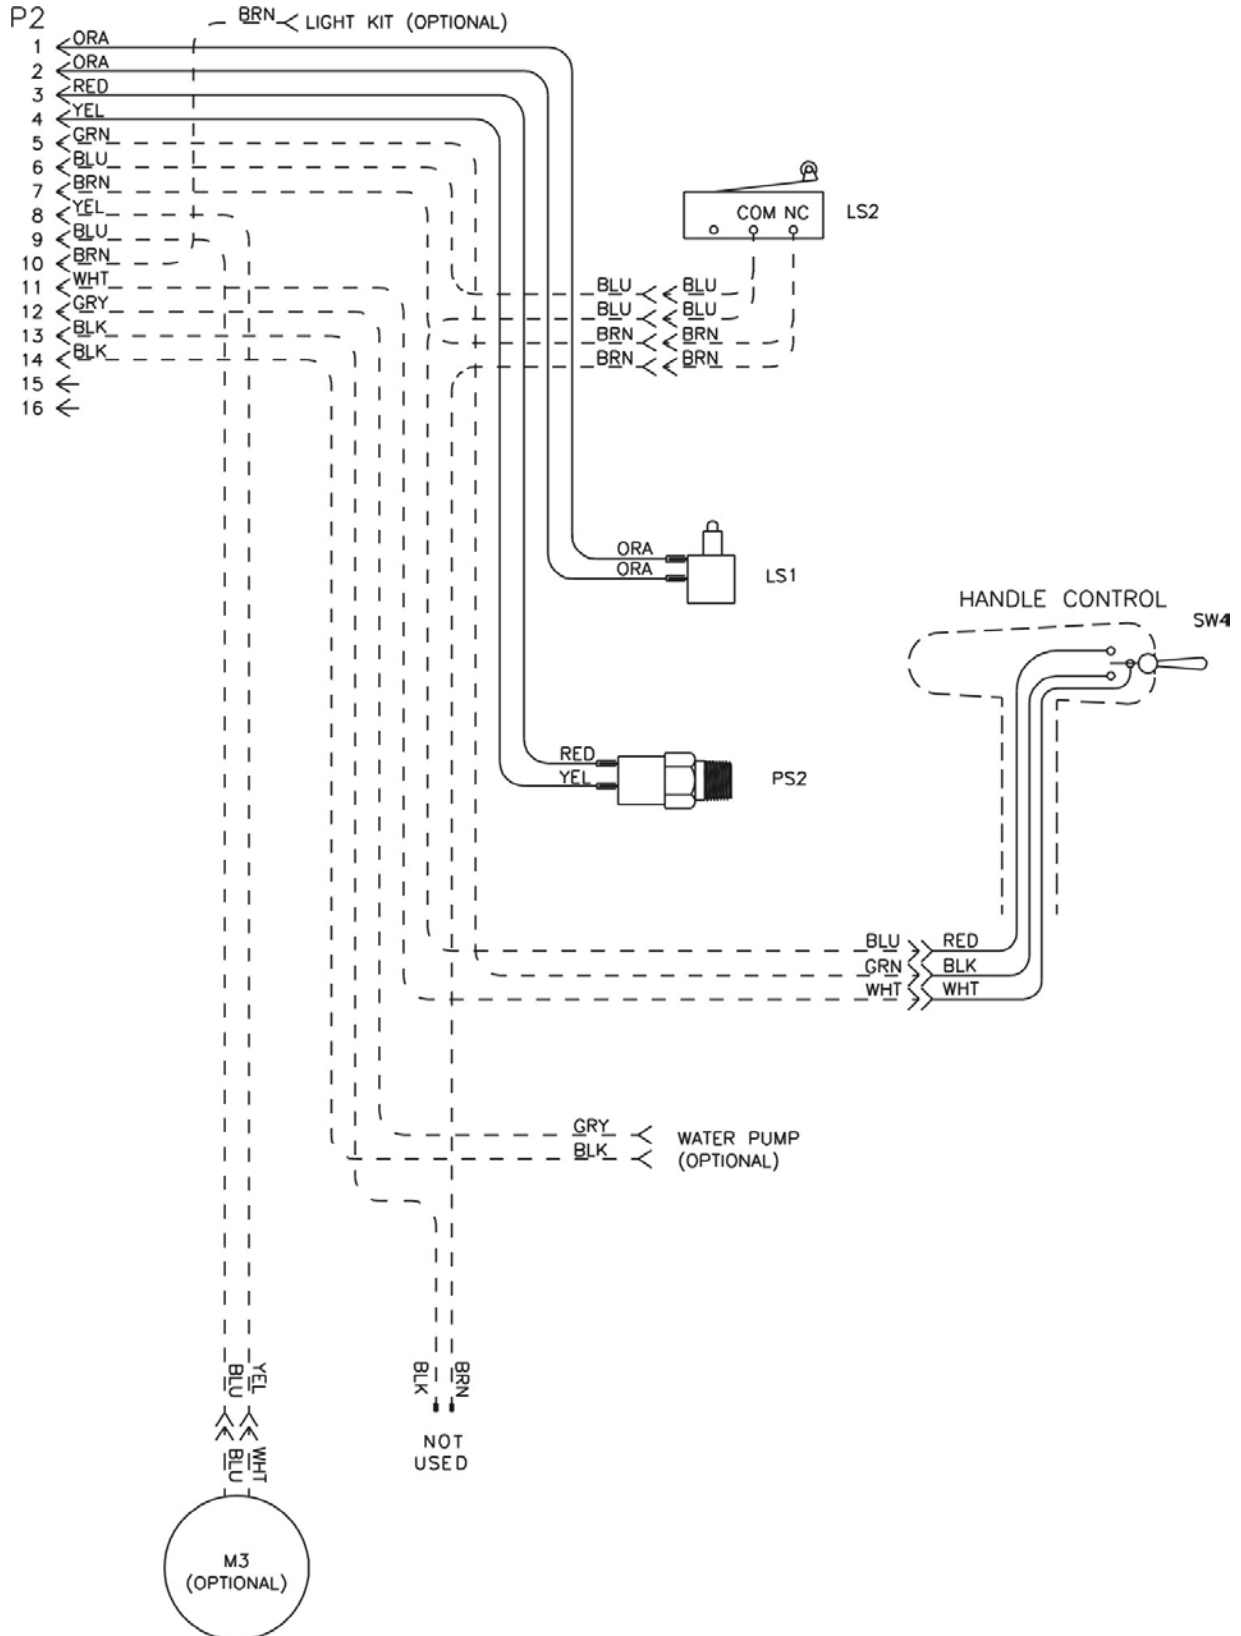 P2
BRN LIGHT KIT (OPTIONAL)
1 ORA
2 ORA
3 RED
4 YEL
5 GRN
6 BLU
7 BRN
8 YEL
9 BLU
10 BRN
11 WHT
12 GRY
13 BLK
14 BLK
15
16
COM NC LS2
BLU BLU
BLU BLU
BRN BRN
BRN BRN
ORA
ORA
LS1
HANDLE CONTROL
SW4
RED
YEL
PS2
BLU RED
GRN BLK
WHT WHT
GRY
BLK
WATER PUMP
(OPTIONAL)
BLU
YEL
BLK
BRN
NOT
USED
BLU
WHT
M3
(OPTIONAL)